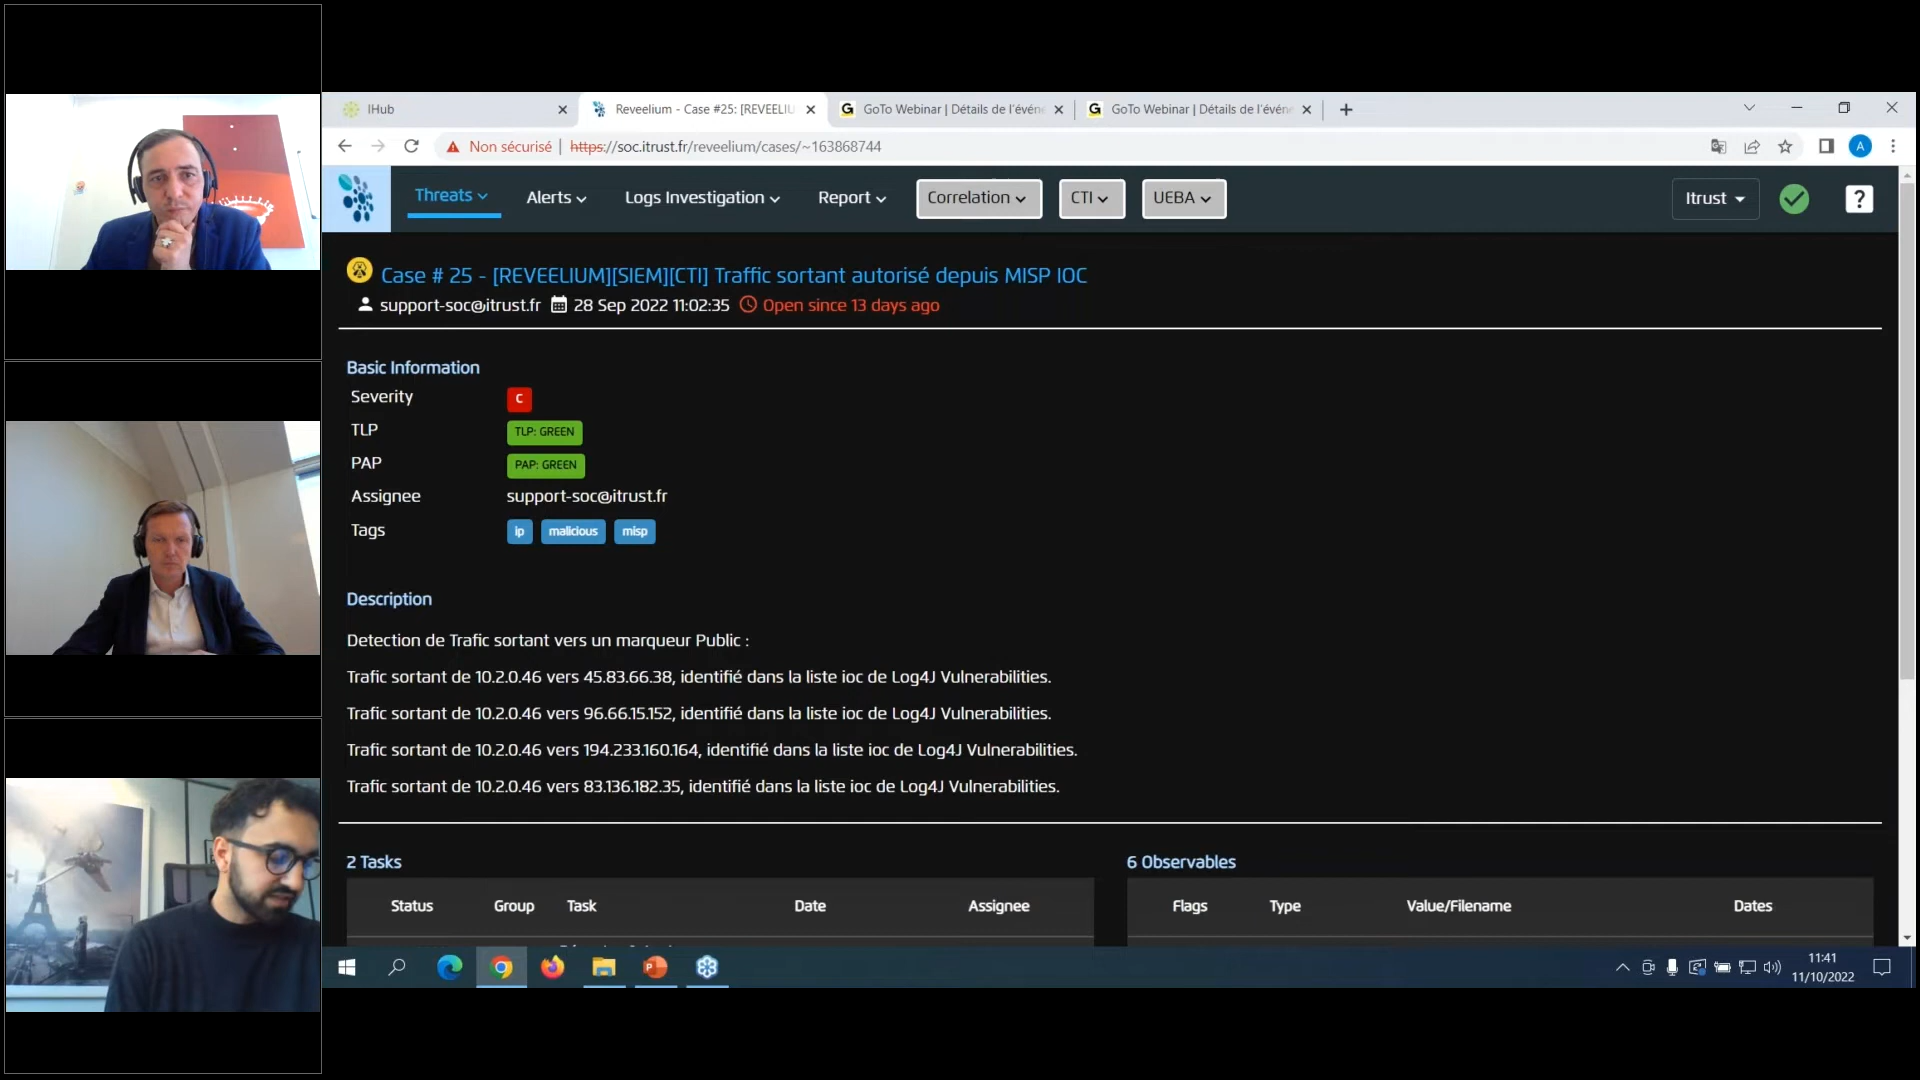 IHub
Reveelium - Case #25: [REVEELIU
GoTo Webinar | Détails de l'événe
GoTo Webinar | Détails de l'événe
Non sécurisé | https://soc.itrust.fr/reveelium/cases/~163868744
A
Threats
Alerts
Logs Investigation
Report
Correlation
CTI
UEBA
Itrust
?
Case # 25 - [REVEELIUM][SIEM][CTI] Traffic sortant autorisé depuis MISP IOC
support-soc@itrust.fr 28 Sep 2022 11:02:35 Open since 13 days ago
Basic Information
Severity C
TLP TLP: GREEN
PAP PAP: GREEN
Assignee support-soc@itrust.fr
Tags ip malicious misp
Description
Detection de Trafic sortant vers un marqueur Public :
Trafic sortant de 10.2.0.46 vers 45.83.66.38, identifié dans la liste ioc de Log4J Vulnerabilities.
Trafic sortant de 10.2.0.46 vers 96.66.15.152, identifié dans la liste ioc de Log4J Vulnerabilities.
Trafic sortant de 10.2.0.46 vers 194.233.160.164, identifié dans la liste ioc de Log4J Vulnerabilities.
Trafic sortant de 10.2.0.46 vers 83.136.182.35, identifié dans la liste ioc de Log4J Vulnerabilities.
2 Tasks
Status Group Task Date Assignee
6 Observables
Flags Type Value/Filename Dates
11:41
11/10/2022